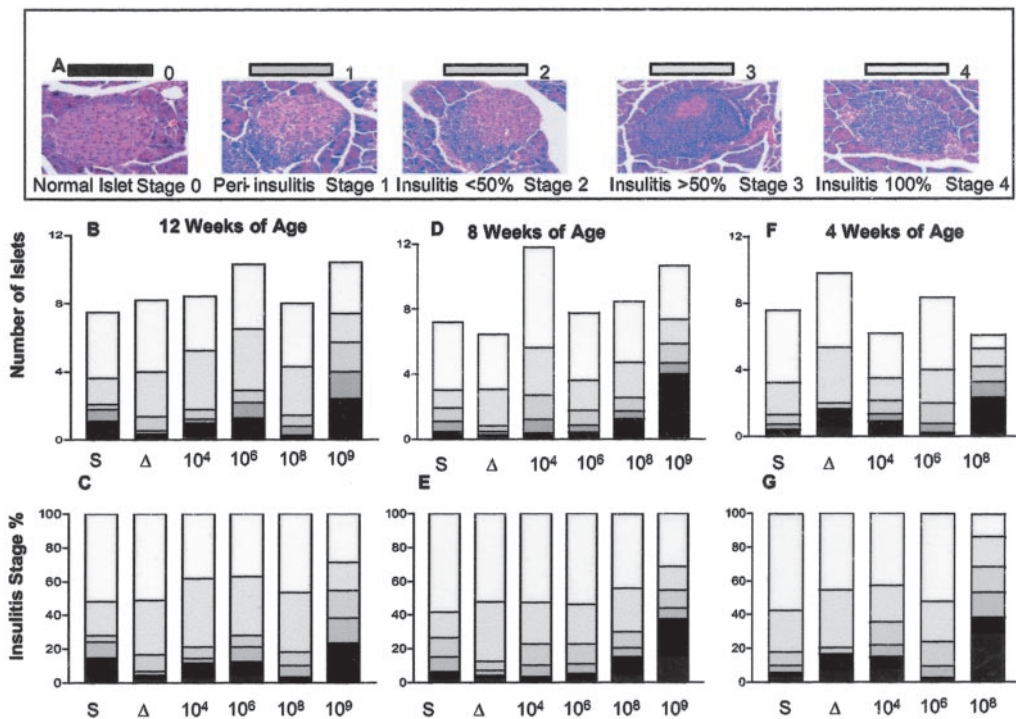 A 0 1 2 3 4
Normal Islet Stage 0 Peri-insulitis Stage 1 Insulitis <50% Stage 2 Insulitis >50% Stage 3 Insulitis 100% Stage 4
B 12 Weeks of Age
Number of Islets
12
8
4
0
S Δ 10⁴ 10⁶ 10⁸ 10⁹
D 8 Weeks of Age
12
8
4
0
S Δ 10⁴ 10⁶ 10⁸ 10⁹
F 4 Weeks of Age
12
8
4
0
S Δ 10⁴ 10⁶ 10⁸
C
Insulitis Stage %
100
80
60
40
20
0
S Δ 10⁴ 10⁶ 10⁸ 10⁹
E
100
80
60
40
20
0
S Δ 10⁴ 10⁶ 10⁸ 10⁹
G
100
80
60
40
20
0
S Δ 10⁴ 10⁶ 10⁸